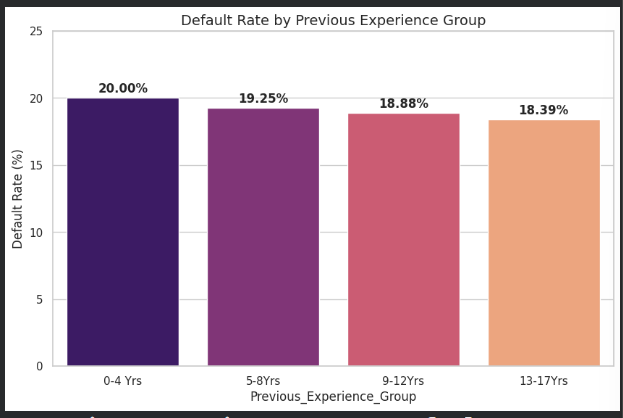 Default Rate by Previous Experience Group
25
20
15
10
5
0
Default Rate (%)
20.00%
19.25%
18.88%
18.39%
0-4 Yrs
5-8Yrs
9-12Yrs
13-17Yrs
Previous_Experience_Group